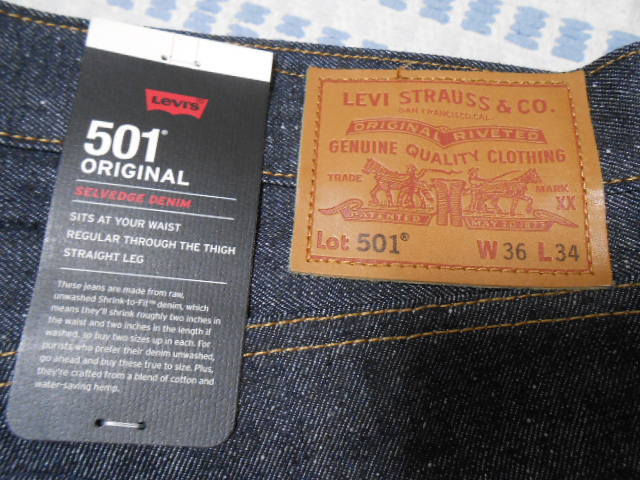 Levi's
501®
ORIGINAL
SELVEDGE DENIM
SITS AT YOUR WAIST
REGULAR THROUGH THE THIGH
STRAIGHT LEG
These jeans are made from raw,
unwashed Shrink-to-Fit™ denim, which
means they'll shrink roughly two inches in
the waist and two inches in the length if
washed, so buy two sizes up in each. For
purists who prefer their denim unwashed,
go ahead and buy these true to size. Plus,
they're crafted from a blend of cotton and
water-saving hemp.
LEVI STRAUSS & CO.
SAN FRANCISCO, CAL.
ORIGINAL RIVETED
GENUINE QUALITY CLOTHING
TRADE MARK
XX
PATENTED MAY 20 1873
Lot 501® W 36 L 34